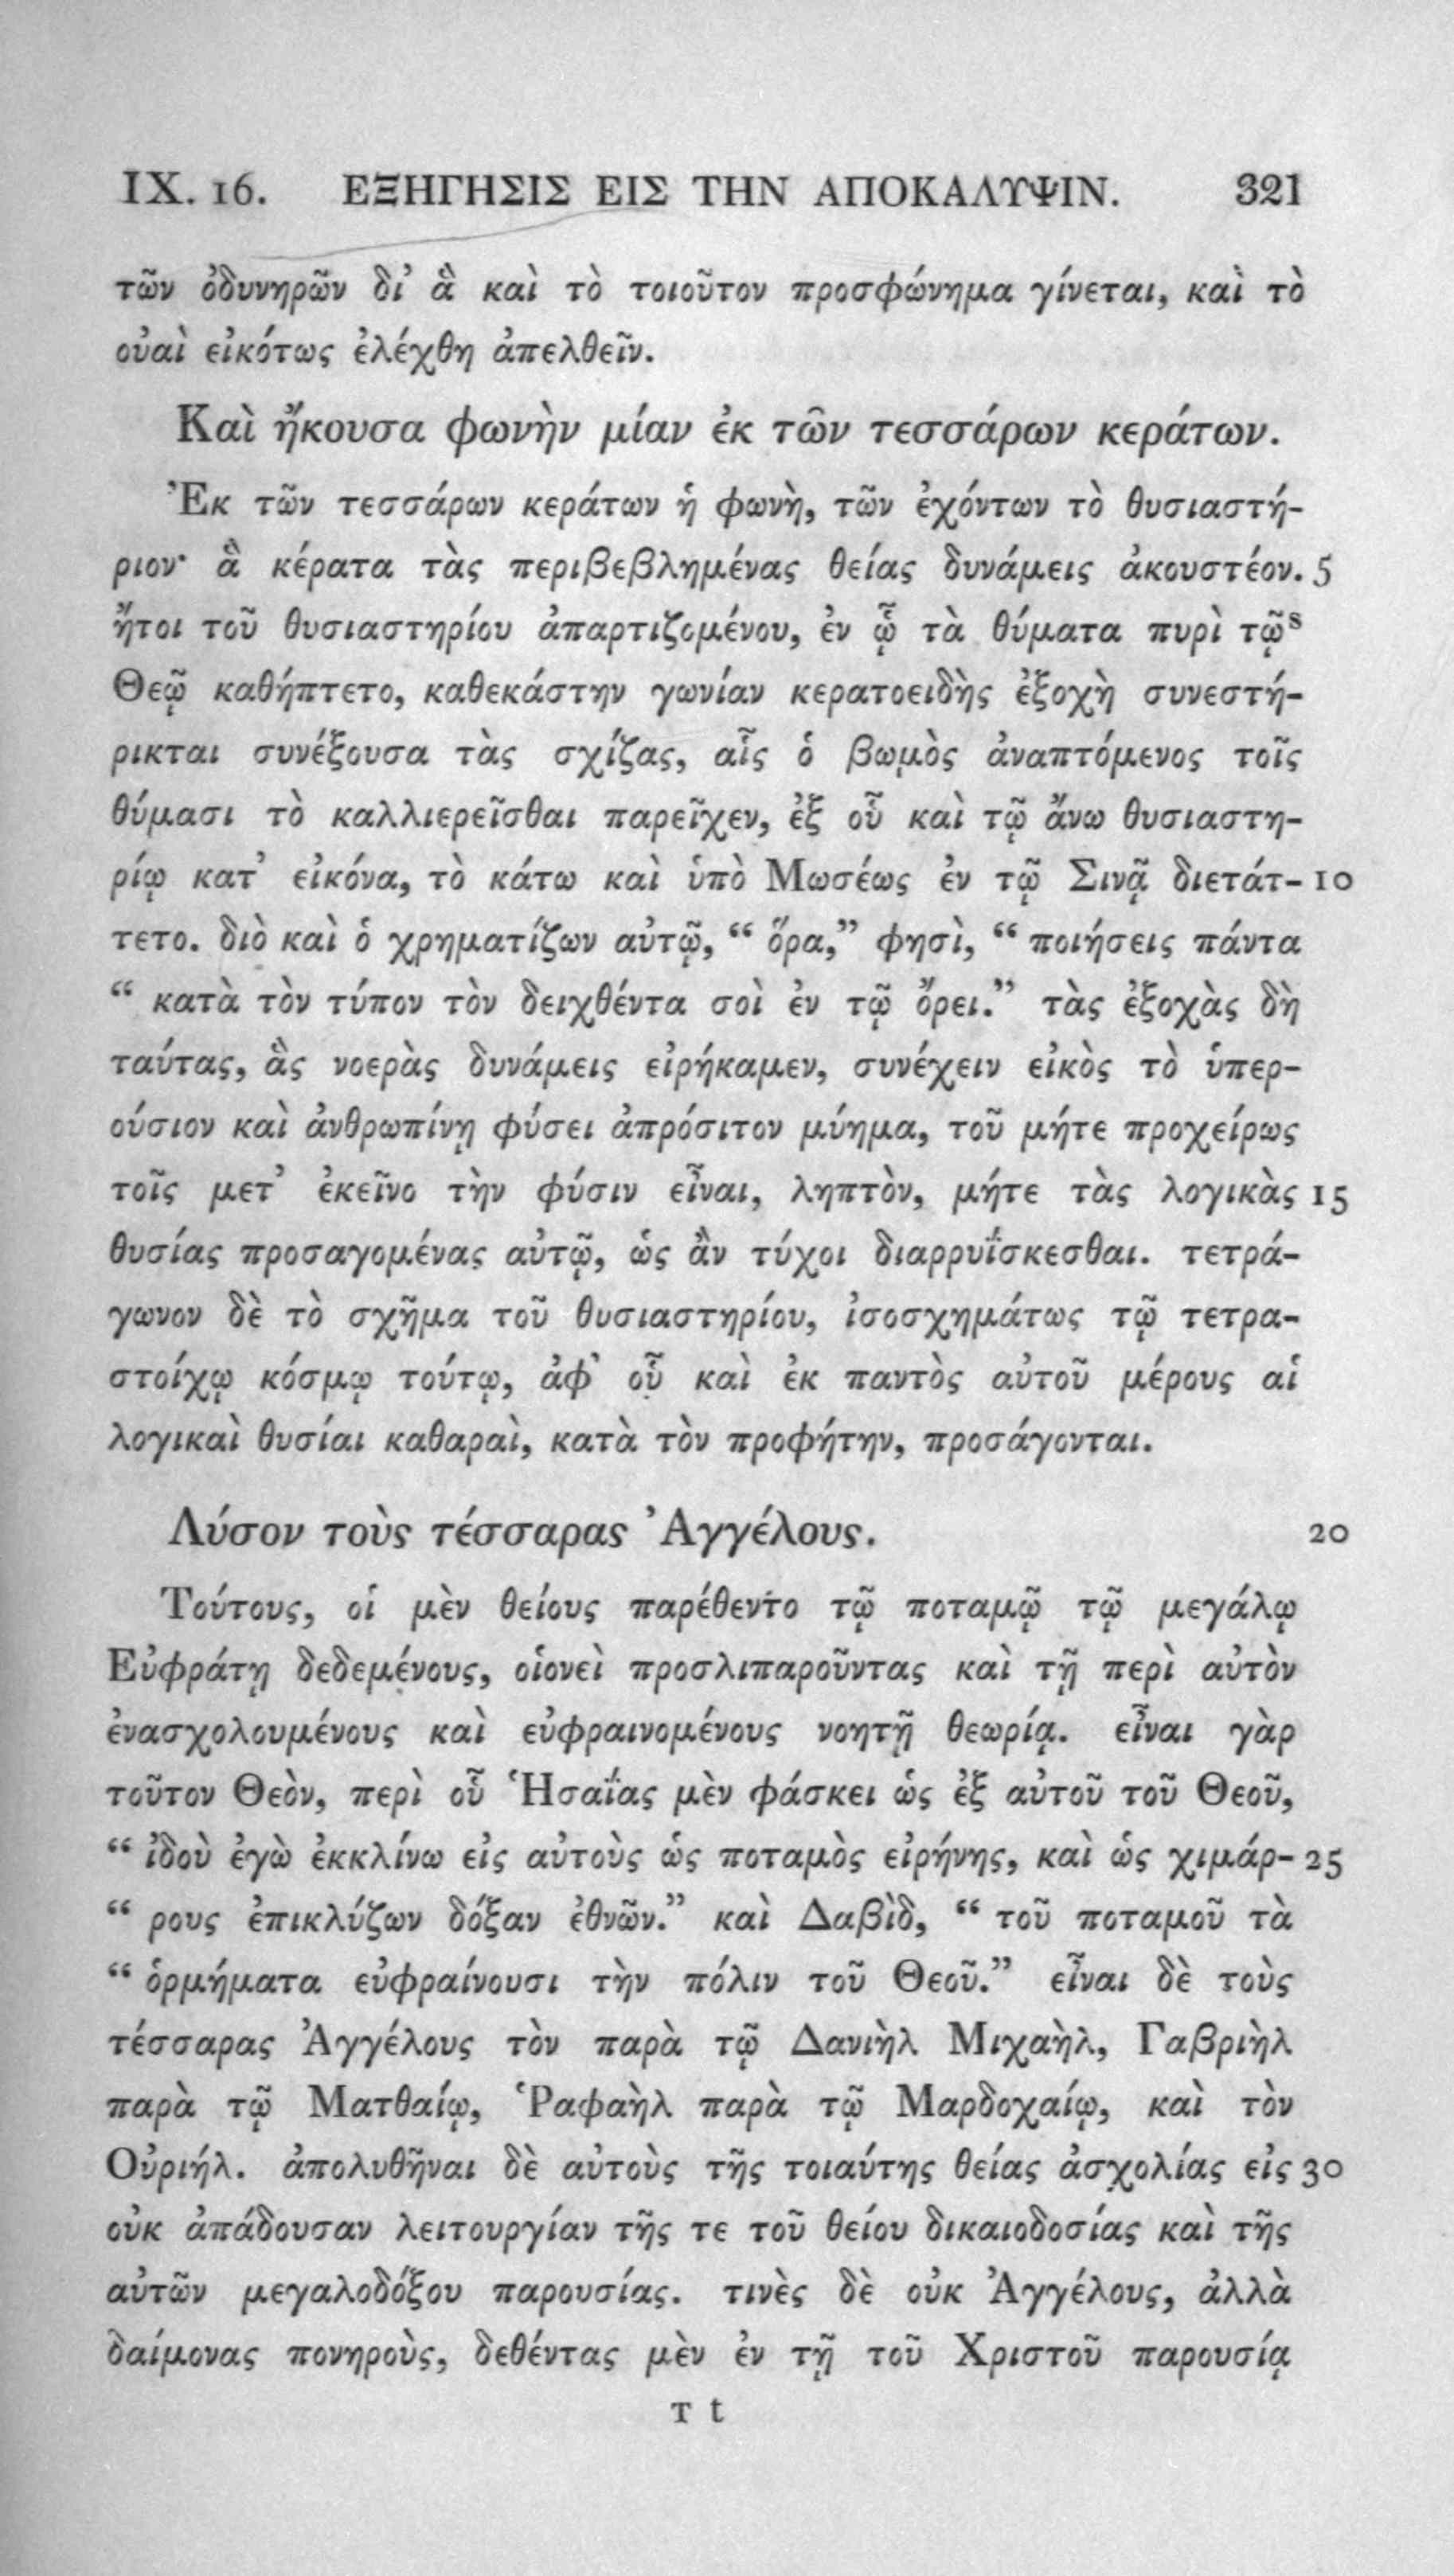 IX. 16. ΕΞΗΓΗΣΙΣ ΕΙΣ ΤΗΝ ΑΠΟΚΑΛΥΨΙΝ. 321
τῶν ὀδυνηρῶν δι’ ἃ καὶ τὸ τοιοῦτον προσφώνημα γίνεται, καὶ τὸ
οὐαὶ εἰκότως ἐλέχθη ἀπελθεῖν.
Καὶ ἤκουσα φωνὴν μίαν ἐκ τῶν τεσσάρων κεράτων.
Ἐκ τῶν τεσσάρων κεράτων ἡ φωνὴ, τῶν ἐχόντων τὸ θυσιαστή-
ριον· ἃ κέρατα τὰς περιβεβλημένας θείας δυνάμεις ἀκουστέον. 5
ἤτοι τοῦ θυσιαστηρίου ἀπαρτιζομένου, ἐν ᾧ τὰ θύματα πυρὶ τῷ s
Θεῷ καθήπτετο, καθεκάστην γωνίαν κερατοειδὴς ἐξοχὴ συνεστή-
ρικται συνέξουσα τὰς σχίζας, αἷς ὁ βωμὸς ἀναπτόμενος τοῖς
θύμασι τὸ καλλιερεῖσθαι παρεῖχεν, ἐξ οὗ καὶ τῷ ἄνω θυσιαστη-
ρίῳ κατ’ εἰκόνα, τὸ κάτω καὶ ὑπὸ Μωσέως ἐν τῷ Σινᾷ διετάτ- 10
τετο. διὸ καὶ ὁ χρηματίζων αὐτῷ, “ ὅρα,” φησὶ, “ ποιήσεις πάντα
“ κατὰ τὸν τύπον τὸν δειχθέντα σοὶ ἐν τῷ ὄρει.” τὰς ἐξοχὰς δὴ
ταύτας, ἃς νοερὰς δυνάμεις εἰρήκαμεν, συνέχειν εἰκὸς τὸ ὑπερ-
ούσιον καὶ ἀνθρωπίνῃ φύσει ἀπρόσιτον μύημα, τοῦ μήτε προχείρως
τοῖς μετ’ ἐκεῖνο τὴν φύσιν εἶναι, ληπτὸν, μήτε τὰς λογικὰς 15
θυσίας προσαγομένας αὐτῷ, ὡς ἂν τύχοι διαρρυΐσκεσθαι. τετρά-
γωνον δὲ τὸ σχῆμα τοῦ θυσιαστηρίου, ἰσοσχημάτως τῷ τετρα-
στοίχῳ κόσμῳ τούτῳ, ἀφ’ οὗ καὶ ἐκ παντὸς αὐτοῦ μέρους αἱ
λογικαὶ θυσίαι καθαραὶ, κατὰ τὸν προφήτην, προσάγονται.
Λύσον τοὺς τέσσαρας Ἀγγέλους. 20
Τούτους, οἱ μὲν θείους παρέθεντο τῷ ποταμῷ τῷ μεγάλῳ
Εὐφράτῃ δεδεμένους, οἱονεὶ προσλιπαροῦντας καὶ τῇ περὶ αὐτὸν
ἐνασχολουμένους καὶ εὐφραινομένους νοητῇ θεωρίᾳ. εἶναι γὰρ
τοῦτον Θεὸν, περὶ οὗ Ἡσαΐας μὲν φάσκει ὡς ἐξ αὐτοῦ τοῦ Θεοῦ,
“ ἰδοὺ ἐγὼ ἐκκλίνω εἰς αὐτοὺς ὡς ποταμὸς εἰρήνης, καὶ ὡς χιμάρ- 25
“ ρους ἐπικλύζων δόξαν ἐθνῶν.” καὶ Δαβὶδ, “ τοῦ ποταμοῦ τὰ
“ ὁρμήματα εὐφραίνουσι τὴν πόλιν τοῦ Θεοῦ.” εἶναι δὲ τοὺς
τέσσαρας Ἀγγέλους τὸν παρὰ τῷ Δανιὴλ Μιχαὴλ, Γαβριὴλ
παρὰ τῷ Ματθαίῳ, Ῥαφαὴλ παρὰ τῷ Μαρδοχαίῳ, καὶ τὸν
Οὐριήλ. ἀπολυθῆναι δὲ αὐτοὺς τῆς τοιαύτης θείας ἀσχολίας εἰς 30
οὐκ ἀπάδουσαν λειτουργίαν τῆς τε τοῦ θείου δικαιοδοσίας καὶ τῆς
αὐτῶν μεγαλοδόξου παρουσίας. τινὲς δὲ οὐκ Ἀγγέλους, ἀλλὰ
δαίμονας πονηροὺς, δεθέντας μὲν ἐν τῇ τοῦ Χριστοῦ παρουσίᾳ
T t